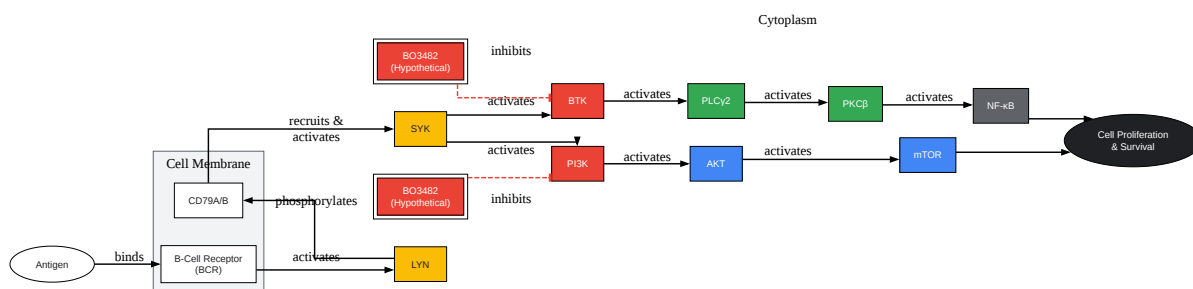 Cytoplasm
BO3482
(Hypothetical)
inhibits
BTK
activates
PLCγ2
activates
PKCβ
activates
NF-κB
activates
recruits &
activates
SYK
Cell Proliferation
& Survival
activates
PI3K
activates
AKT
activates
mTOR
Cell Membrane
CD79A/B
phosphorylates
BO3482
(Hypothetical)
inhibits
Antigen
binds
B-Cell Receptor
(BCR)
activates
LYN